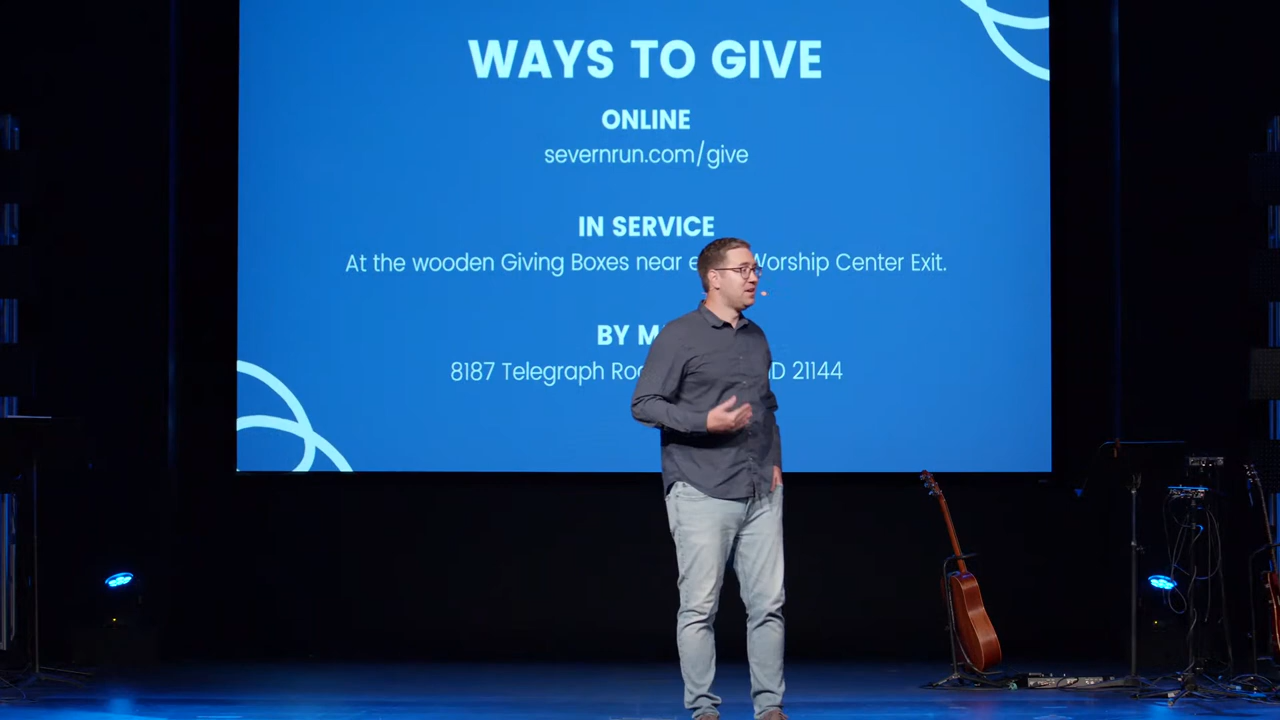 WAYS TO GIVE
ONLINE
severnrun.com/give
IN SERVICE
At the wooden Giving Boxes near Worship Center Exit.
BY
8187 Telegraph 21144